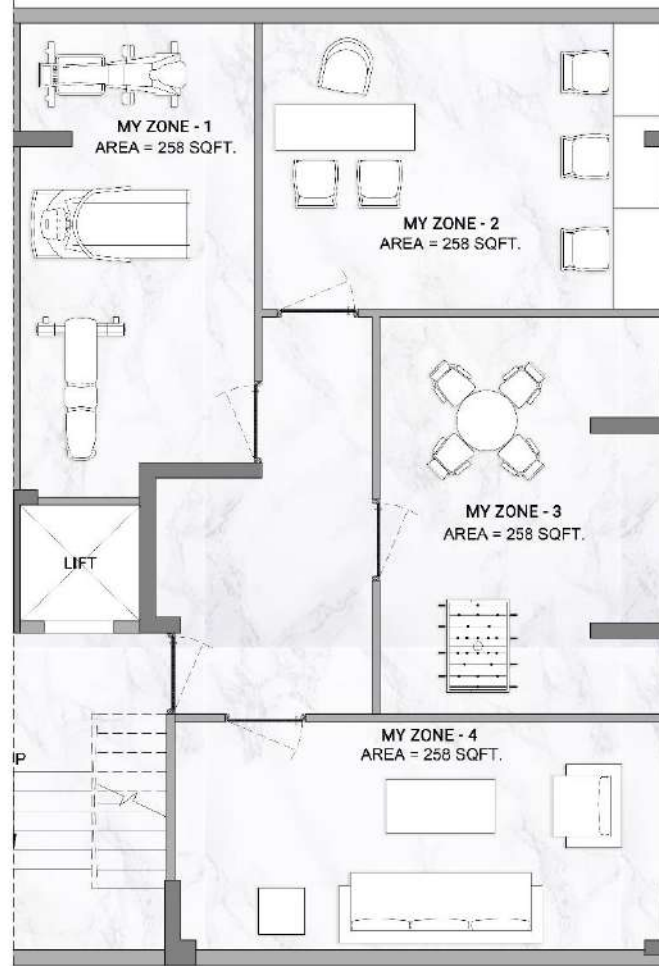 MY ZONE - 1
AREA = 258 SQFT.
MY ZONE - 2
AREA = 258 SQFT.
MY ZONE - 3
AREA = 258 SQFT.
LIFT
MY ZONE - 4
AREA = 258 SQFT.